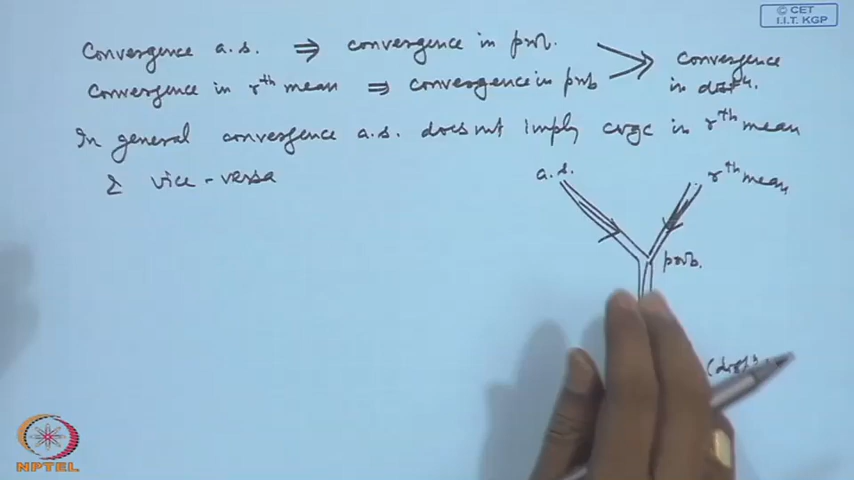 © CET
I.I.T. KGP
Convergence a.s. ⇒ convergence in prob.
Convergence in rth mean ⇒ convergence in prob
convergence
in distn.
In general convergence a.s. does not imply cvgc in rth mean
& vice-versa
a.s.
rth mean
prob.
(distn
NPTEL